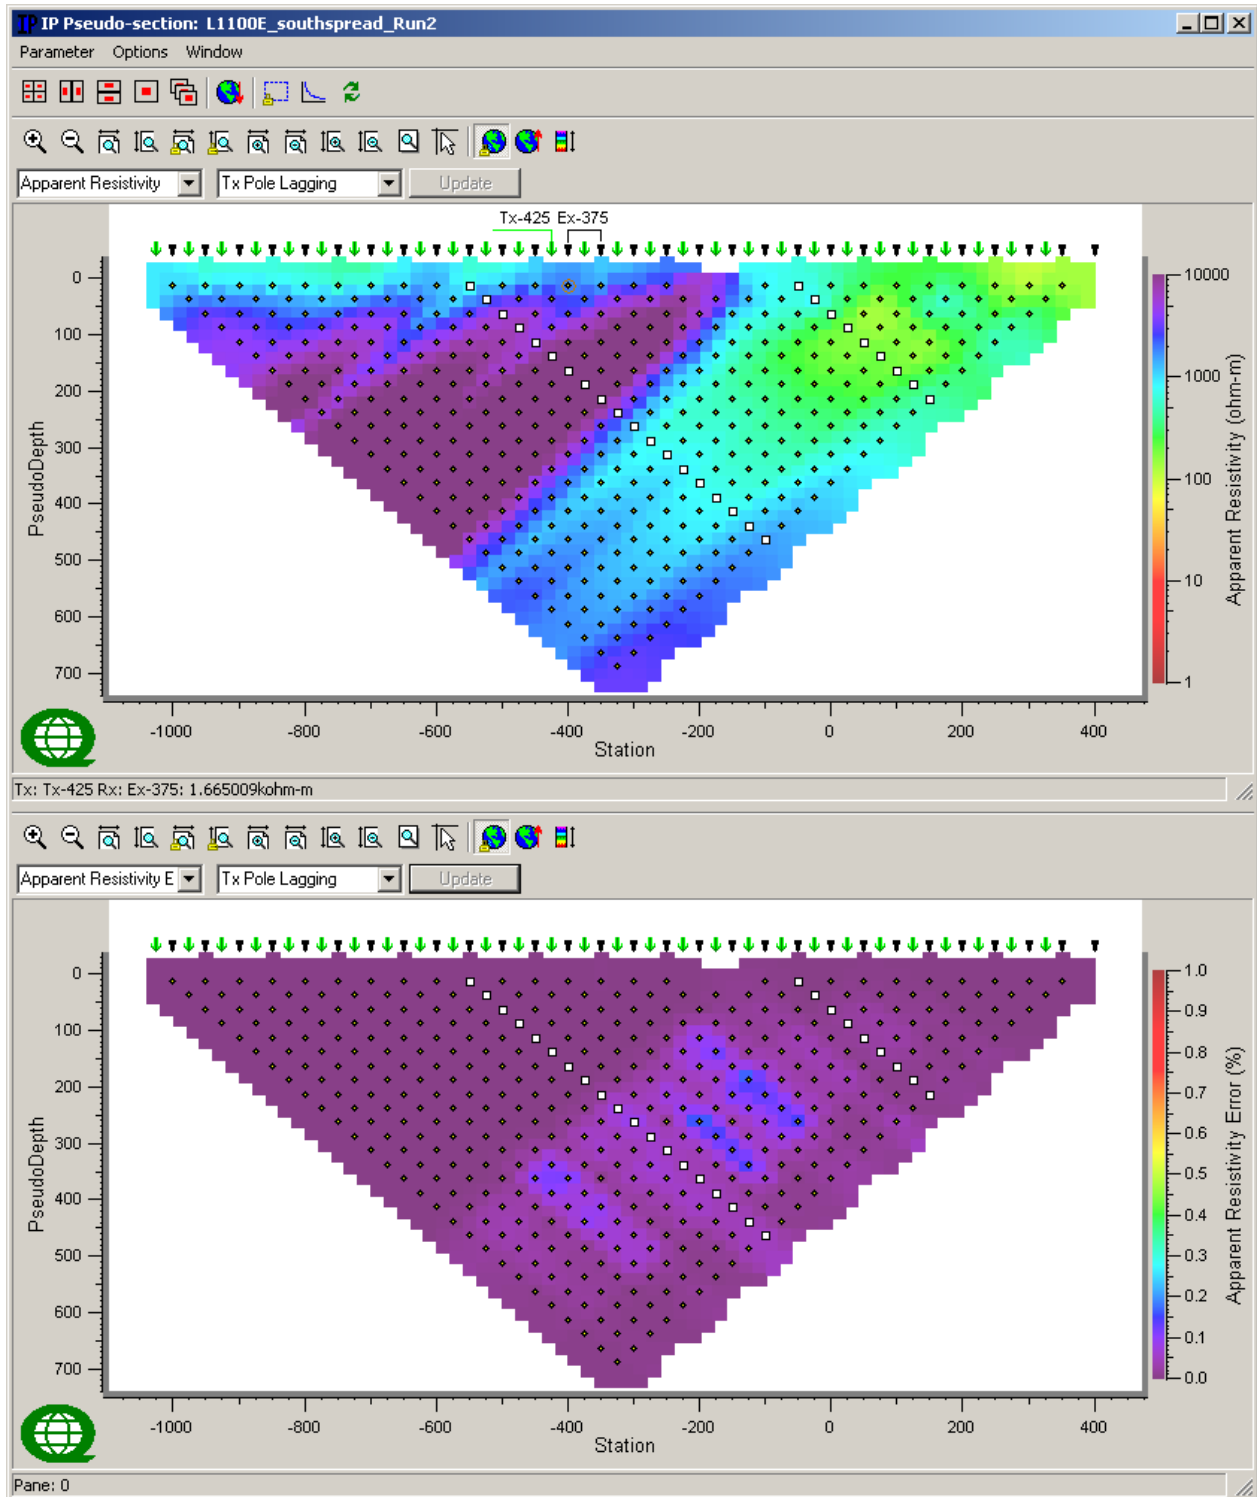 IP IP Pseudo-section: L1100E_southspread_Run2
Parameter Options Window
Apparent Resistivity Tx Pole Lagging Update
Tx-425 Ex-375
0
100
200
300
400
500
600
700
PseudoDepth
-1000 -800 -600 -400 -200 0 200 400
Station
10000
1000
100
10
1
Apparent Resistivity (ohm-m)
Tx: Tx-425 Rx: Ex-375: 1.665009kohm-m
Apparent Resistivity E Tx Pole Lagging Update
0
100
200
300
400
500
600
700
PseudoDepth
-1000 -800 -600 -400 -200 0 200 400
Station
1.0
0.9
0.8
0.7
0.6
0.5
0.4
0.3
0.2
0.1
0.0
Apparent Resistivity Error (%)
Pane: 0